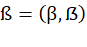 ẞ = (β, ẞ)